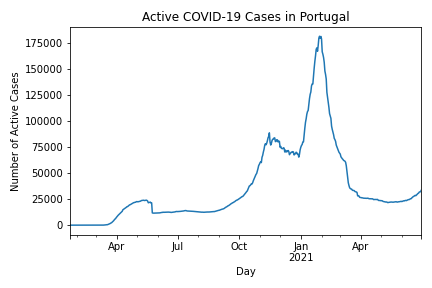 Active COVID-19 Cases in Portugal
Number of Active Cases
175000
150000
125000
100000
75000
50000
25000
0
Apr
Jul
Oct
Jan
2021
Apr
Day